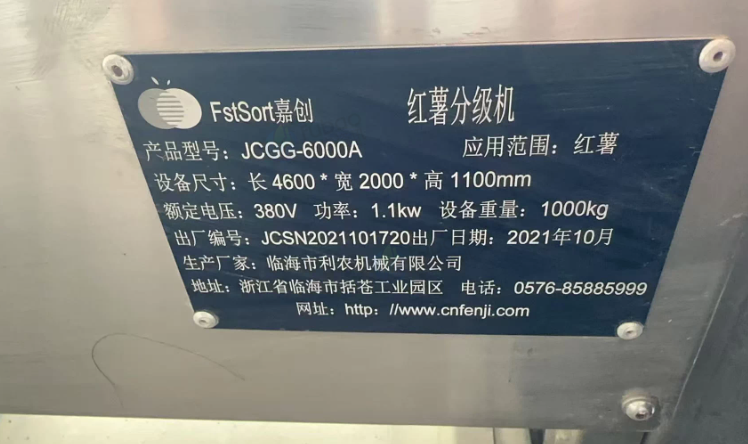 FstSort嘉创 红薯分级机
产品型号：JCGG-6000A 应用范围：红薯
设备尺寸：长 4600 * 宽 2000 * 高 1100mm
额定电压：380V 功率：1.1kw 设备重量：1000kg
出厂编号：JCSN2021101720出厂日期：2021年10月
生产厂家：临海市利农机械有限公司
地址：浙江省临海市括苍工业园区 电话：0576-85885999
网址：http：//www.cnfenji.com